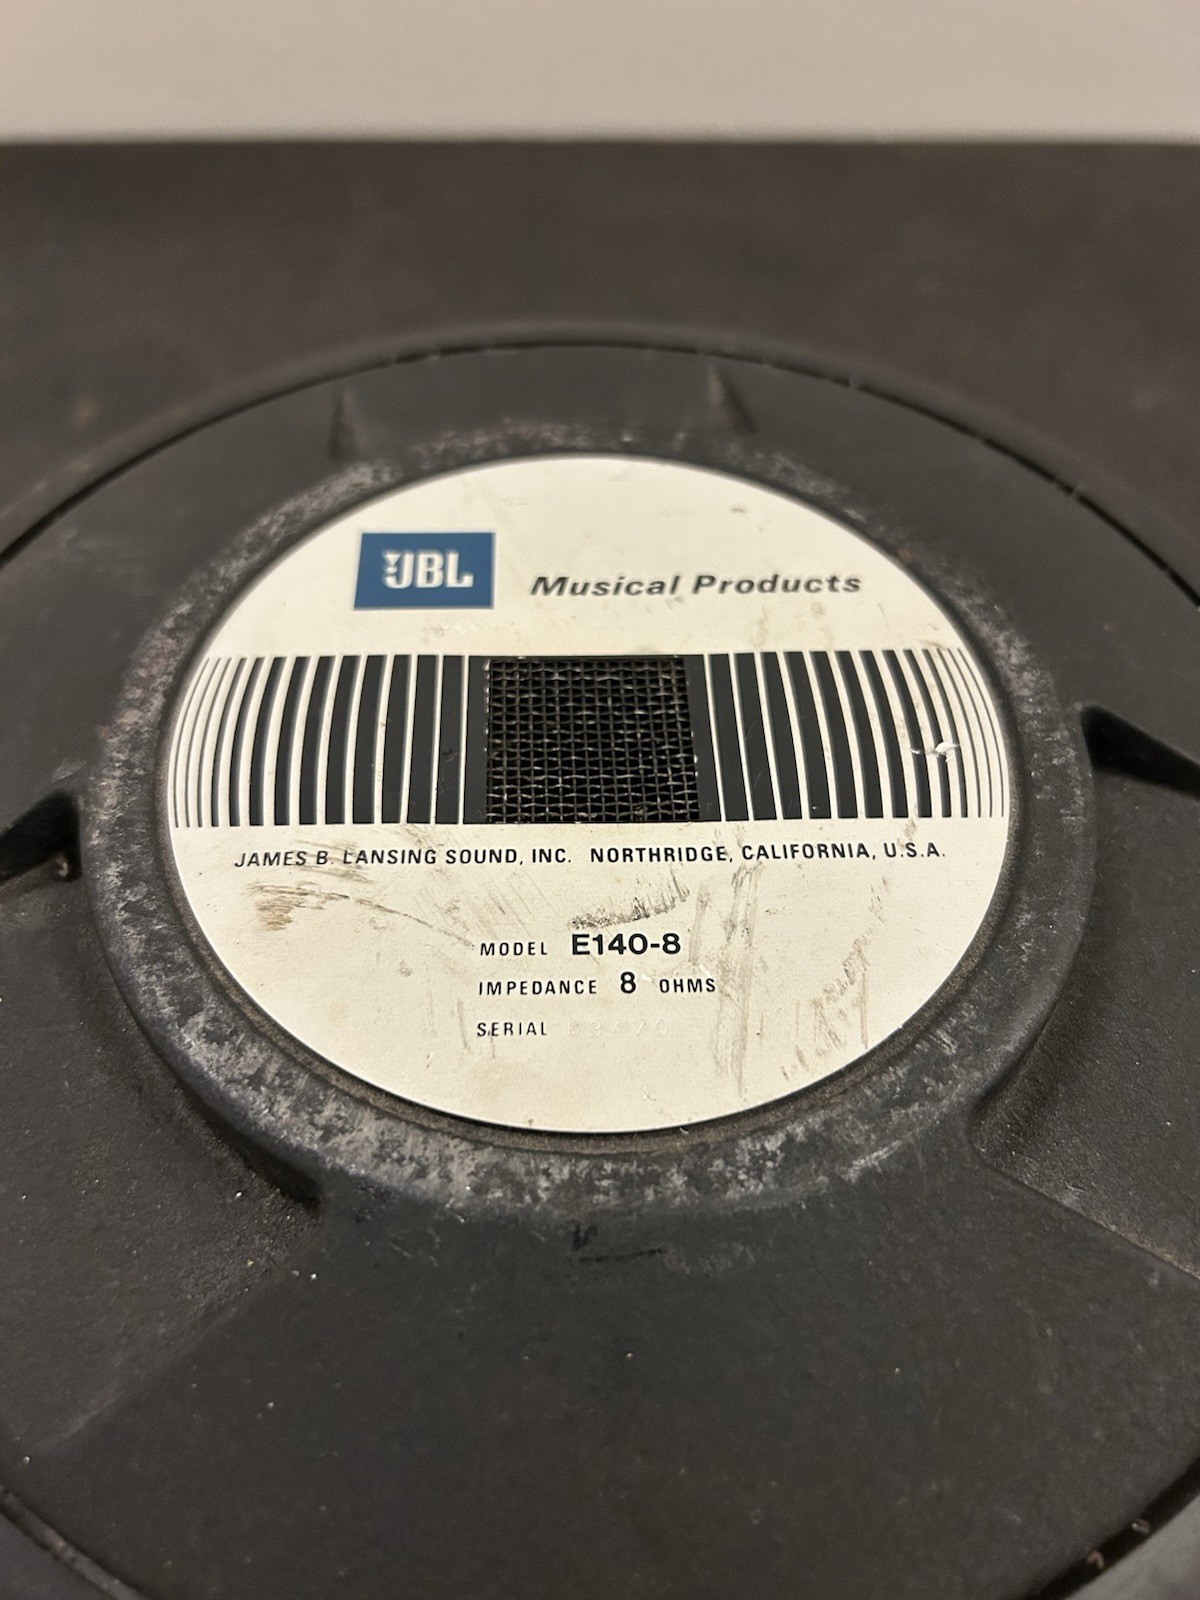 JBL
Musical Products
JAMES B. LANSING SOUND, INC. NORTHRIDGE, CALIFORNIA, U.S.A.
MODEL E140-8
IMPEDANCE 8 OHMS
SERIAL